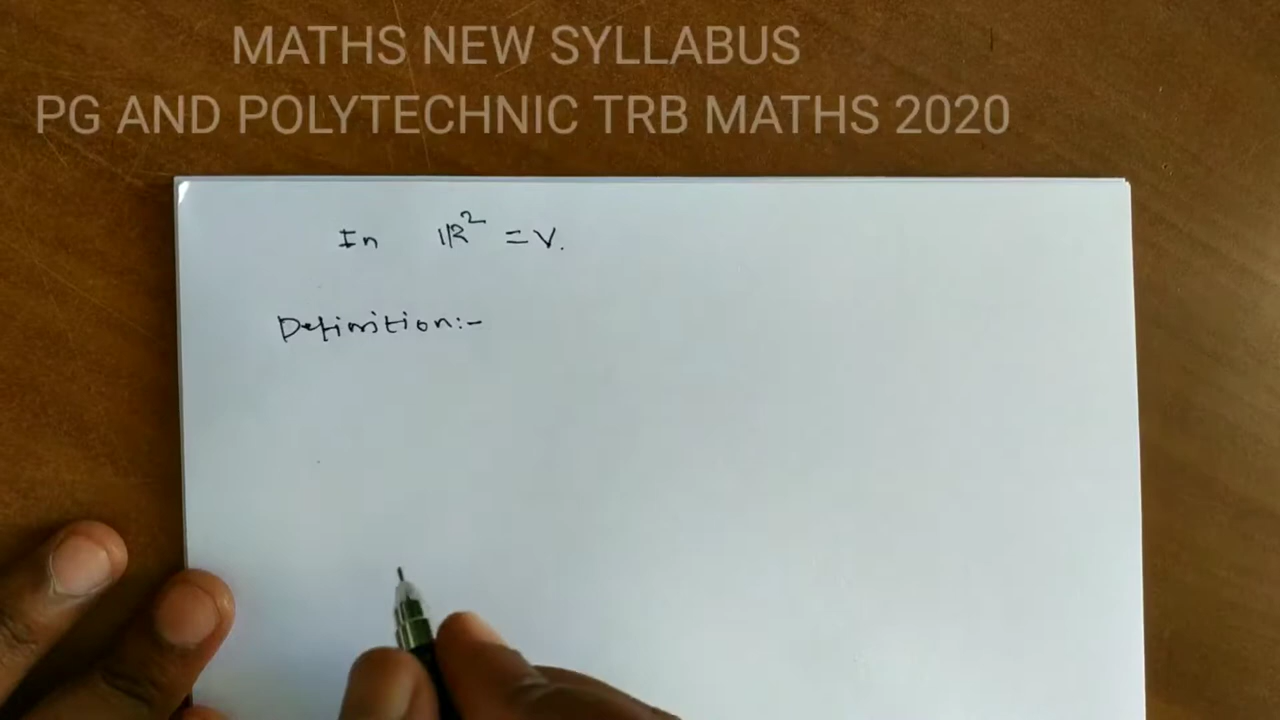 MATHS NEW SYLLABUS
PG AND POLYTECHNIC TRB MATHS 2020
In ℝ² = V.
Definition:-